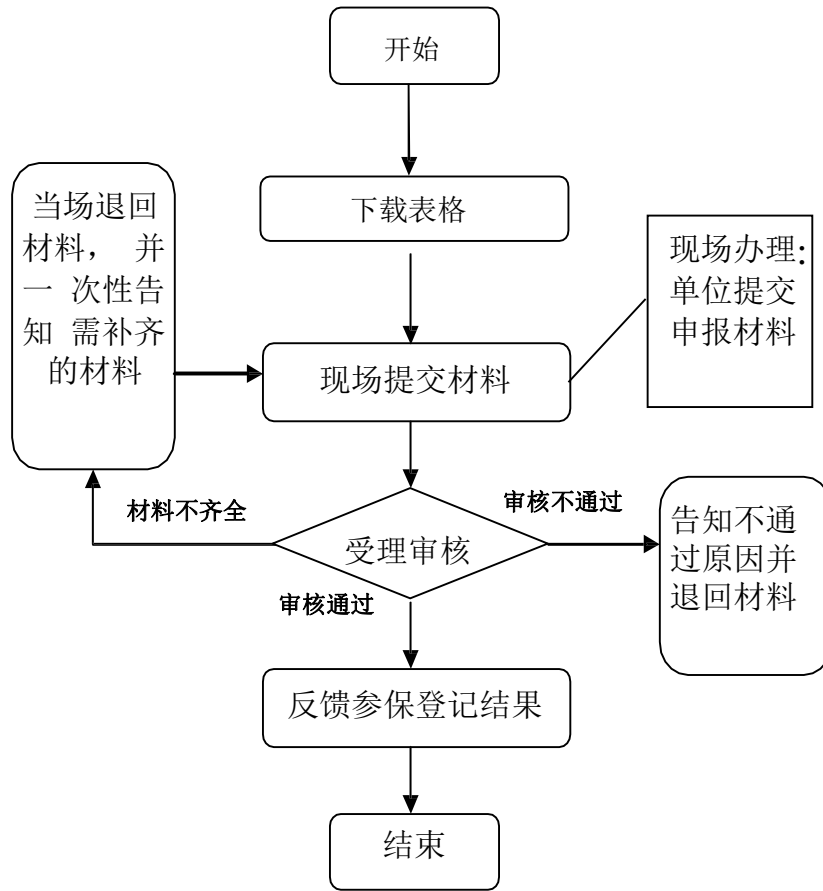 开始
下载表格
当场退回
材料， 并
一 次性告
知 需补齐
的材料
现场办理：
单位提交
申报材料
现场提交材料
材料不齐全
审核不通过
受理审核
告知不通
过原因并
退回材料
审核通过
反馈参保登记结果
结束